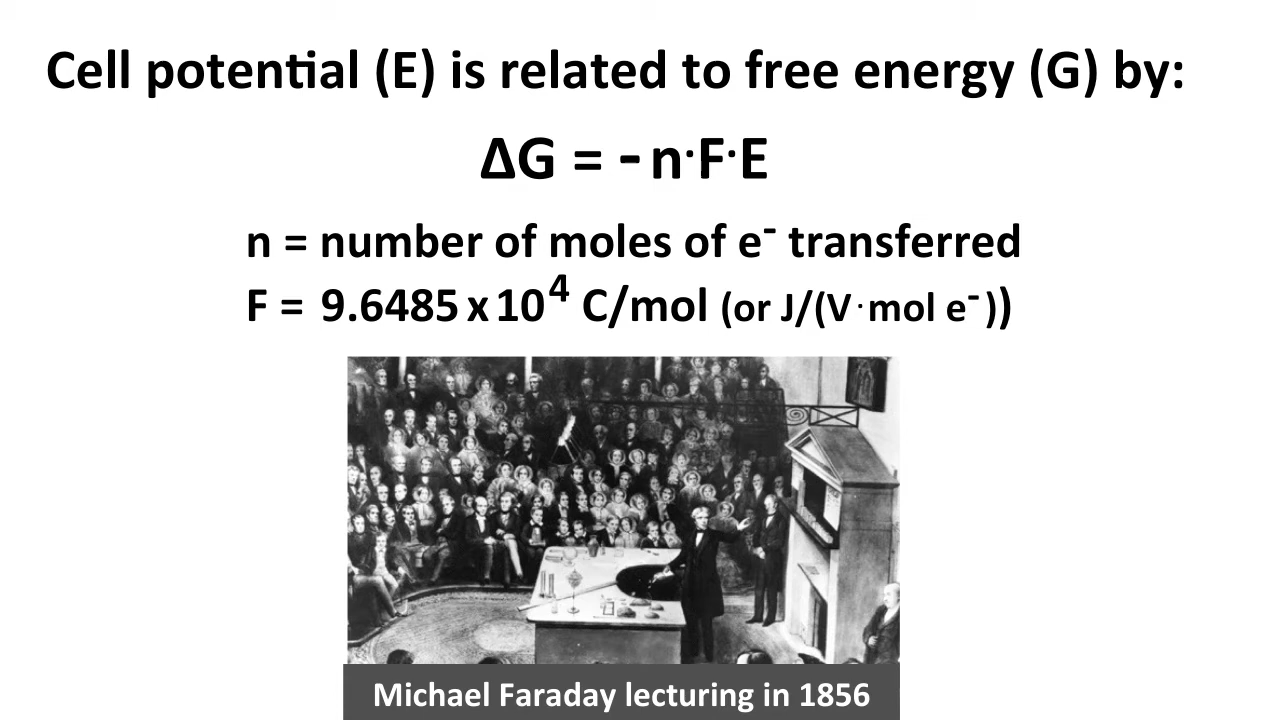 Cell potential (E) is related to free energy (G) by:
ΔG = -n·F·E
n = number of moles of e⁻ transferred
F = 9.6485 x 10⁴ C/mol (or J/(V·mol e⁻))
Michael Faraday lecturing in 1856